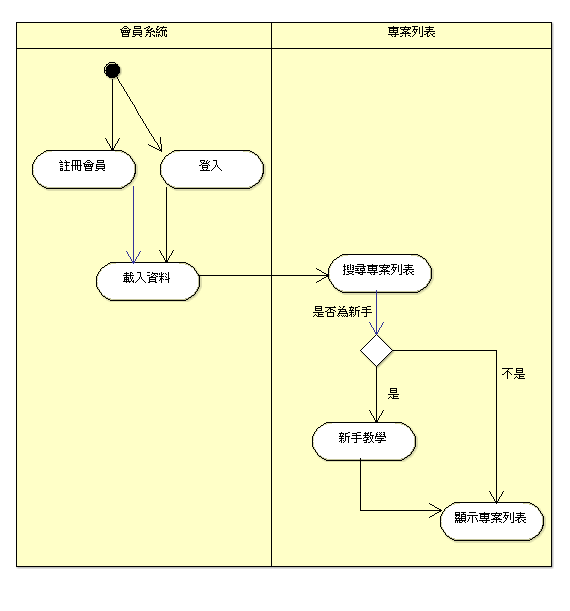 會員系統
專案列表
註冊會員
登入
載入資料
搜尋專案列表
是否為新手
不是
是
新手教學
顯示專案列表